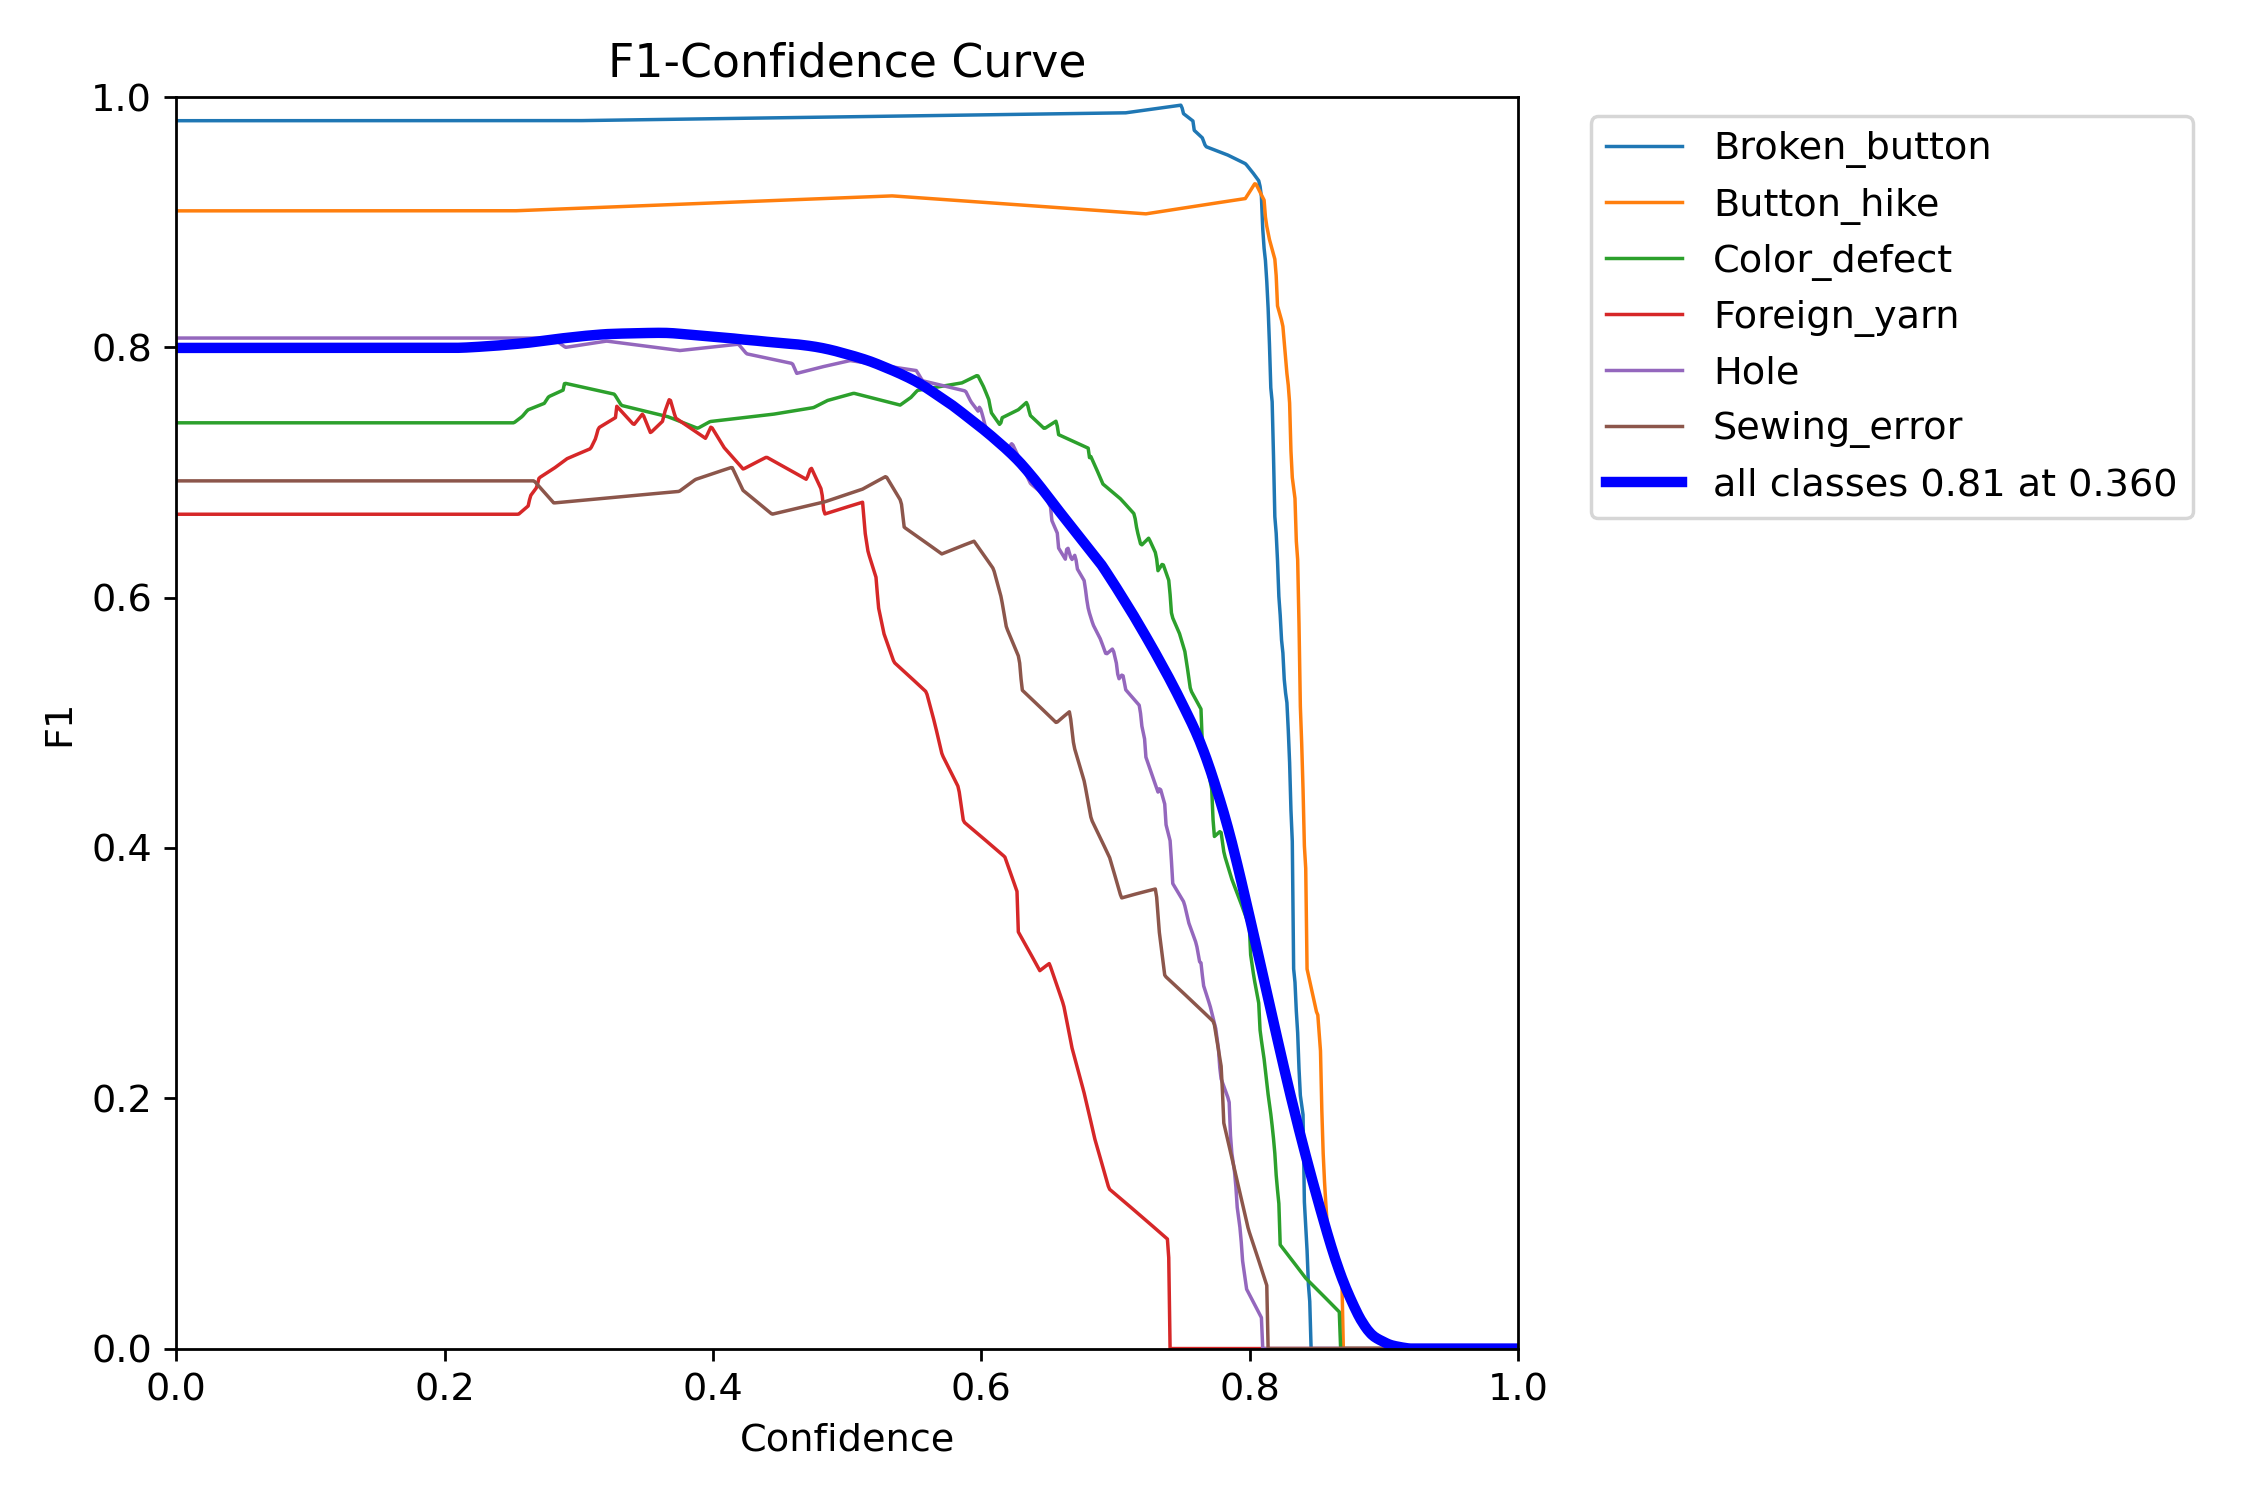 F1-Confidence Curve
1.0
0.8
0.6
0.4
0.2
0.0
F1
0.0 0.2 0.4 0.6 0.8 1.0
Confidence
Broken_button
Button_hike
Color_defect
Foreign_yarn
Hole
Sewing_error
all classes 0.81 at 0.360